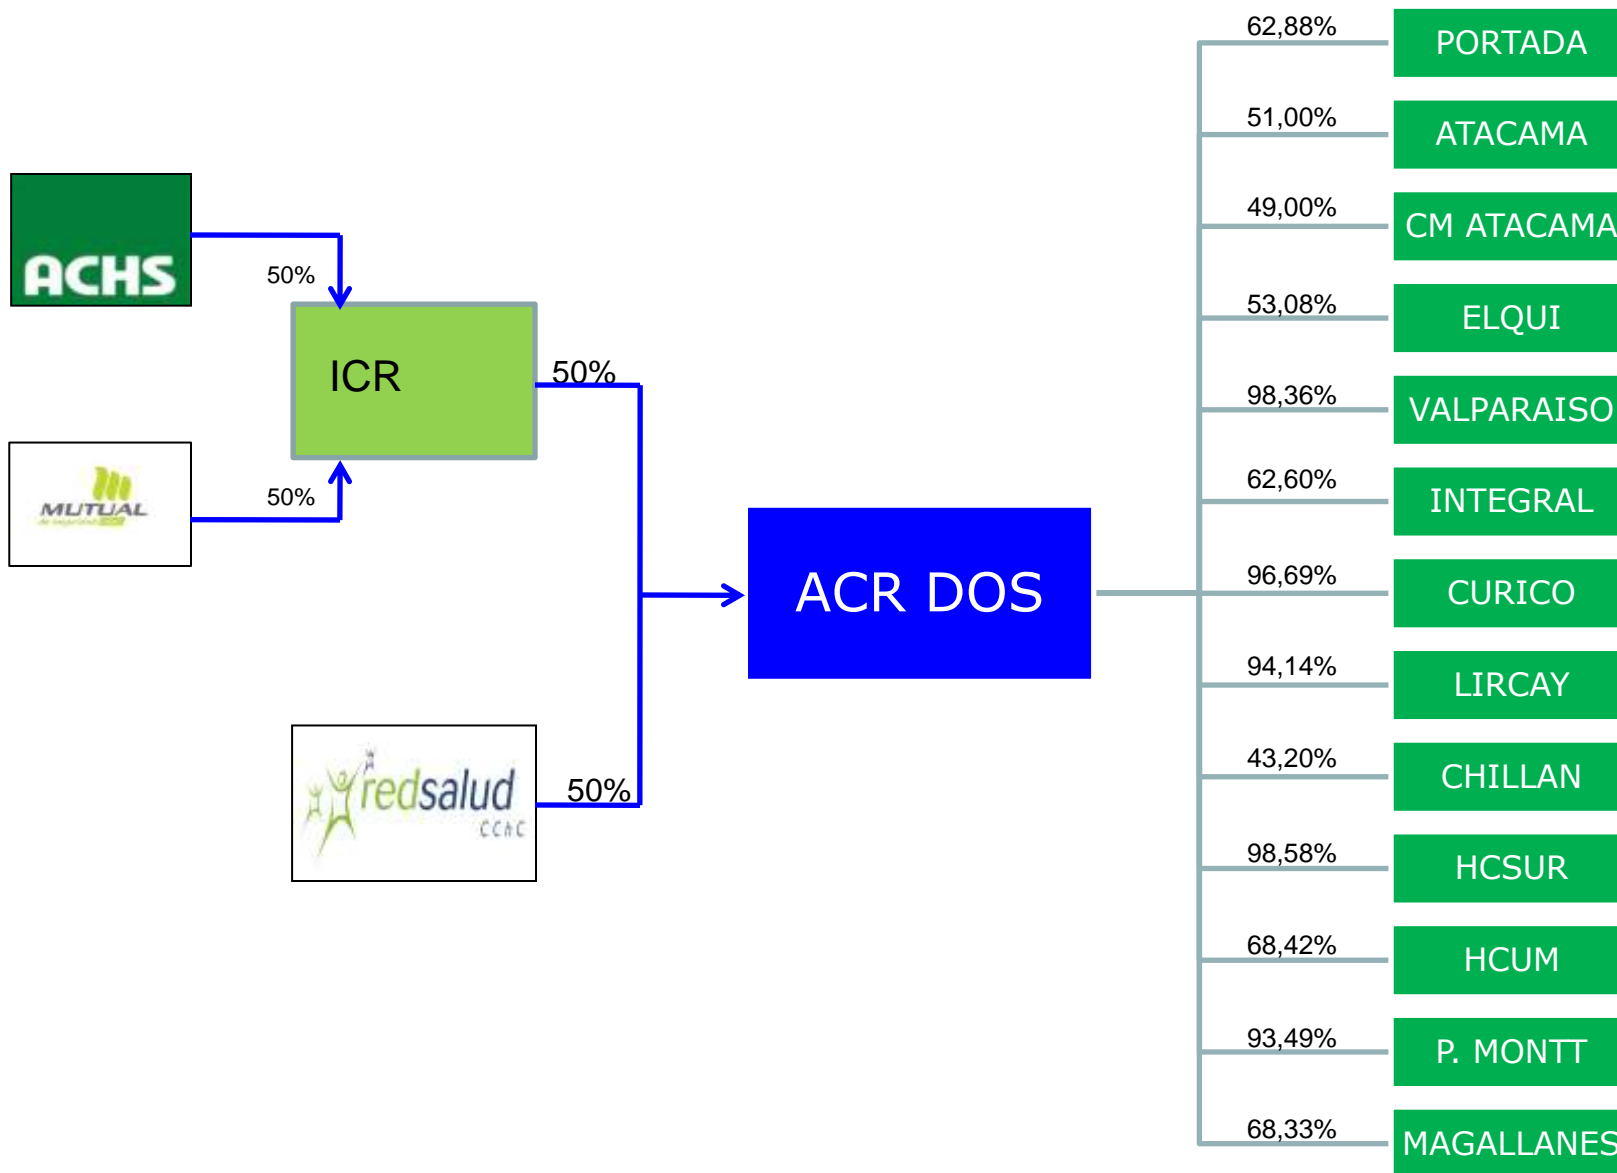 ACHS
50%
ICR
50%
MUTUAL
de seguridad
50%
redsalud
CChC
50%
ACR DOS
62,88%
PORTADA
51,00%
ATACAMA
49,00%
CM ATACAMA
53,08%
ELQUI
98,36%
VALPARAISO
62,60%
INTEGRAL
96,69%
CURICO
94,14%
LIRCAY
43,20%
CHILLAN
98,58%
HCSUR
68,42%
HCUM
93,49%
P. MONTT
68,33%
MAGALLANES